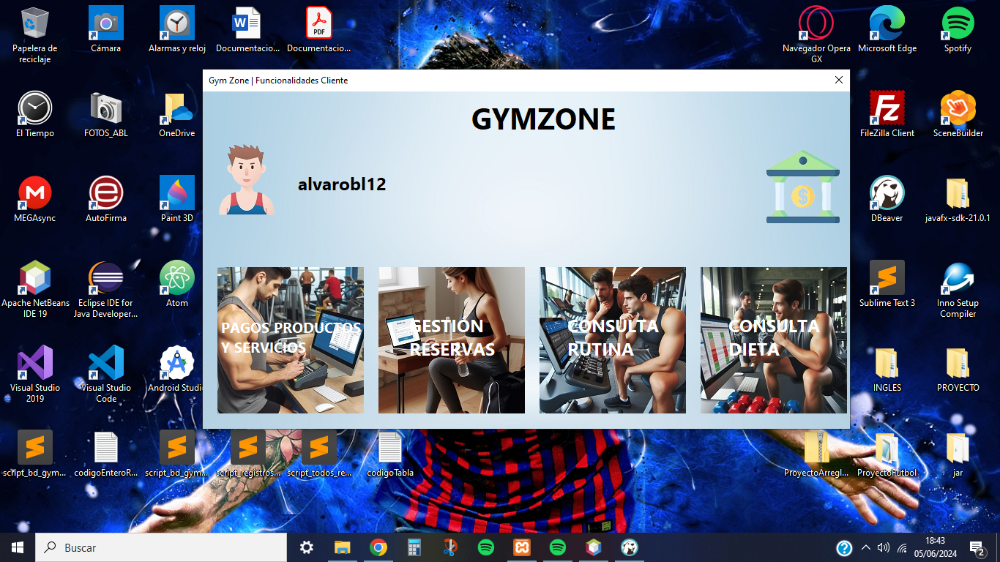 Papelera de
reciclaje
Cámara
Alarmas y reloj
W
Documentacio...
PDF
Documentacio...
Navegador Opera
GX
Microsoft Edge
Spotify
Gym Zone | Funcionalidades Cliente
GYMZONE
El Tiempo
FOTOS_ABL
OneDrive
Fz
FileZilla Client
SceneBuilder
alvarobl12
$
M
MEGAsync
e
AutoFirma
Paint 3D
DBeaver
javafx-sdk-21.0.1
Apache NetBeans
IDE 19
Eclipse IDE for
Java Developer...
Atom
PAGOS PRODUCTOS
Y SERVICIOS
GESTIÓN
RESERVAS
CONSULTA
RUTINA
CONSULTA
DIETA
Sublime Text 3
Inno Setup
Compiler
Visual Studio
2019
Visual Studio
Code
Android Studi
INGLES
PROYECTO
script_bd_gym...
codigoEnteroR...
script_bd_gym...
script_registros...
script_todos_re...
codigoTabla
ProyectoArregl...
ProyectoFutbol
jar
Buscar
?
18:43
05/06/2024
2